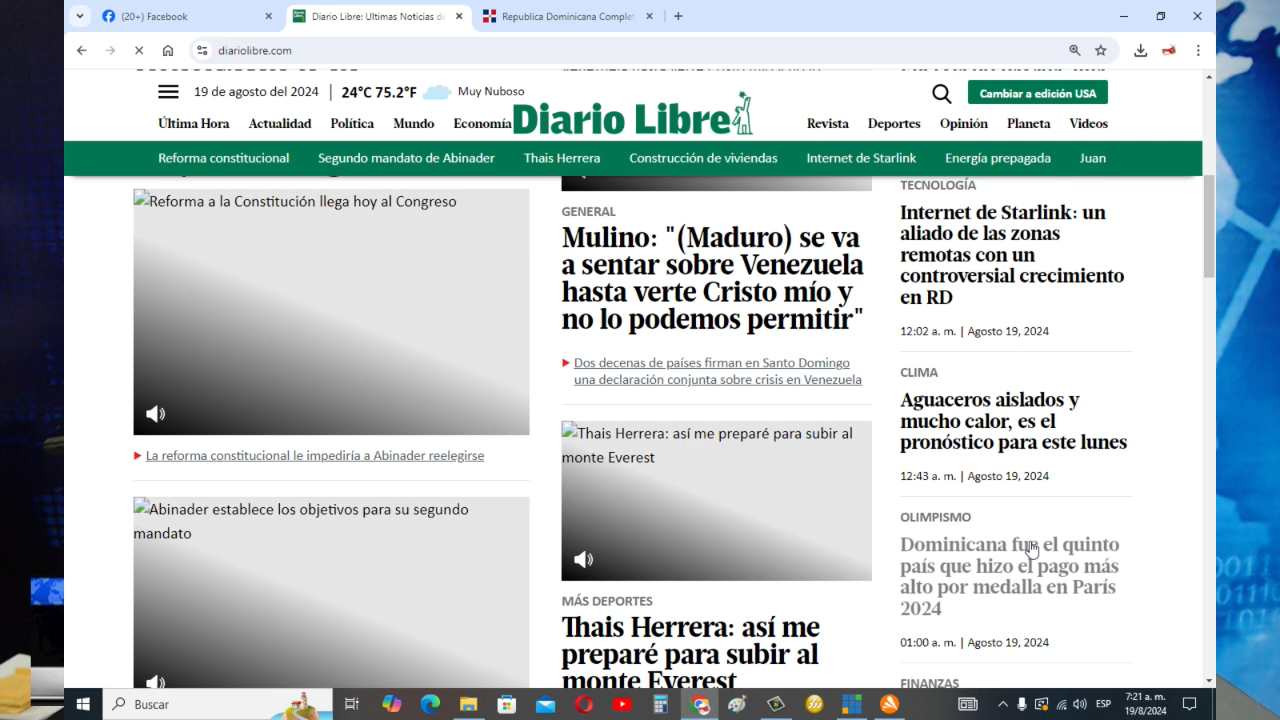 (20+) Facebook
Diario Libre: Últimas Noticias de
Republica Dominicana Complet
diariolibre.com
19 de agosto del 2024
24°C 75.2°F
Muy Nuboso
Diario Libre
Cambiar a edición USA
Última Hora
Actualidad
Política
Mundo
Economía
Revista
Deportes
Opinión
Planeta
Videos
Reforma constitucional
Segundo mandato de Abinader
Thais Herrera
Construcción de viviendas
Internet de Starlink
Energía prepagada
Juan
Reforma a la Constitución llega hoy al Congreso
La reforma constitucional le impediría a Abinader reelegirse
Abinader establece los objetivos para su segundo
mandato
GENERAL
Mulino: "(Maduro) se va
a sentar sobre Venezuela
hasta verte Cristo mío y
no lo podemos permitir"
Dos decenas de países firman en Santo Domingo
una declaración conjunta sobre crisis en Venezuela
Thais Herrera: así me preparé para subir al
monte Everest
MÁS DEPORTES
Thais Herrera: así me
preparé para subir al
monte Everest
TECNOLOGÍA
Internet de Starlink: un
aliado de las zonas
remotas con un
controversial crecimiento
en RD
12:02 a. m. | Agosto 19, 2024
CLIMA
Aguaceros aislados y
mucho calor, es el
pronóstico para este lunes
12:43 a. m. | Agosto 19, 2024
OLIMPISMO
Dominicana fue el quinto
país que hizo el pago más
alto por medalla en París
2024
01:00 a. m. | Agosto 19, 2024
FINANZAS
Buscar
ESP
7:21 a. m.
19/8/2024